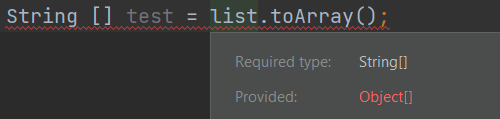 String [] test = list.toArray();
Required type: String[]
Provided: Object[]